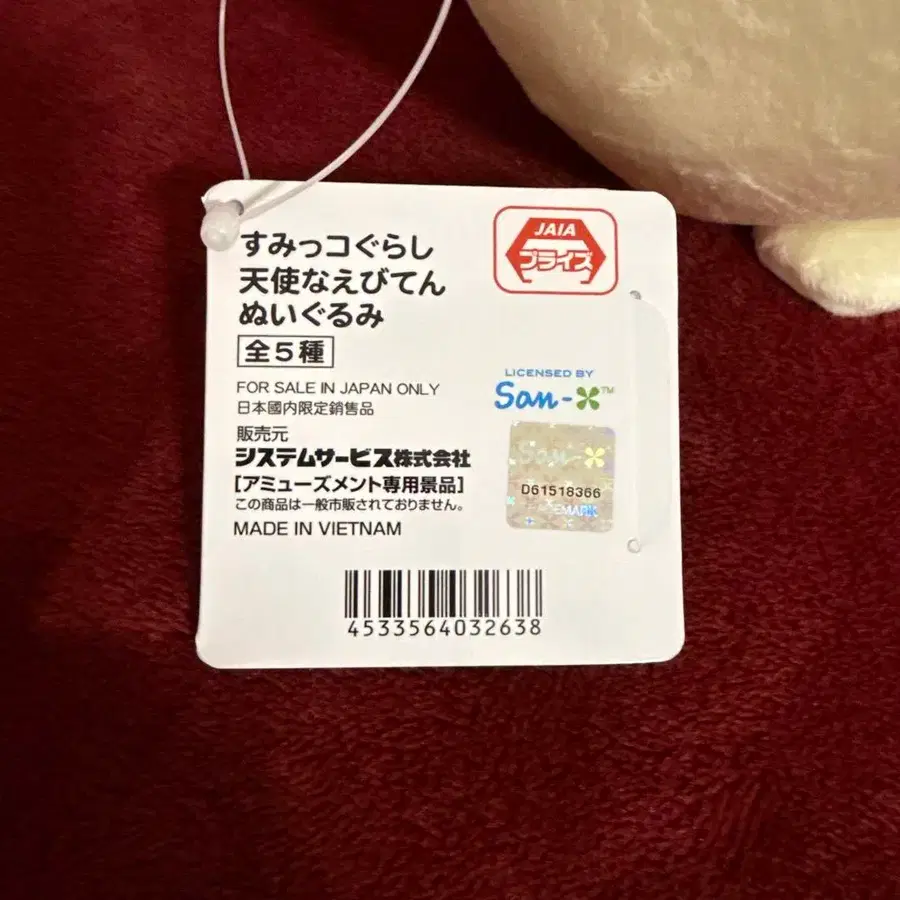 すみっコぐらし
天使なえびてん
ぬいぐるみ
全5種
FOR SALE IN JAPAN ONLY
日本國内限定銷售品
販売元
システムサービス株式会社
[アミューズメント専用景品]
この商品は一般市販されておりません。
MADE IN VIETNAM
JAIA
プライズ
LICENSED BY
San-X™
San-X
D61518366
4533564032638